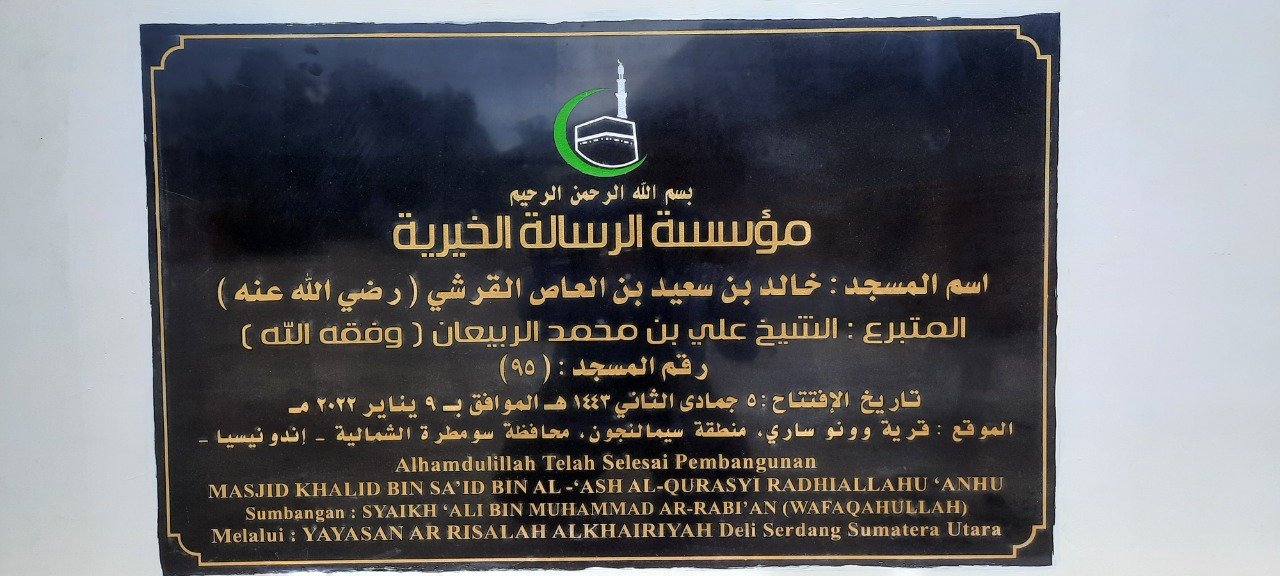 بسم الله الرحمن الرحيم
مؤسسة الرسالة الخيرية
اسم المسجد : خالد بن سعيد بن العاص القرشي ( رضي الله عنه )
المتبرع : الشيخ علي بن محمد الربيعان ( وفقه الله )
رقم المسجد : ( ٩٥ )
تاريخ الإفتتاح : ٥ جمادى الثاني ١٤٤٣ هـ الموافق بـ ٩ يناير ٢٠٢٢ مـ
الموقع : قرية وونو ساري، منطقة سيمالنجون، محافظة سومطرة الشمالية - إندونيسيا -
Alhamdulillah Telah Selesai Pembangunan
MASJID KHALID BIN SA'ID BIN AL -'ASH AL-QURASYI RADHIALLAHU 'ANHU
Sumbangan : SYAIKH 'ALI BIN MUHAMMAD AR-RABI'AN (WAFAQAHULLAH)
Melalui : YAYASAN AR RISALAH ALKHAIRIYAH Deli Serdang Sumatera Utara